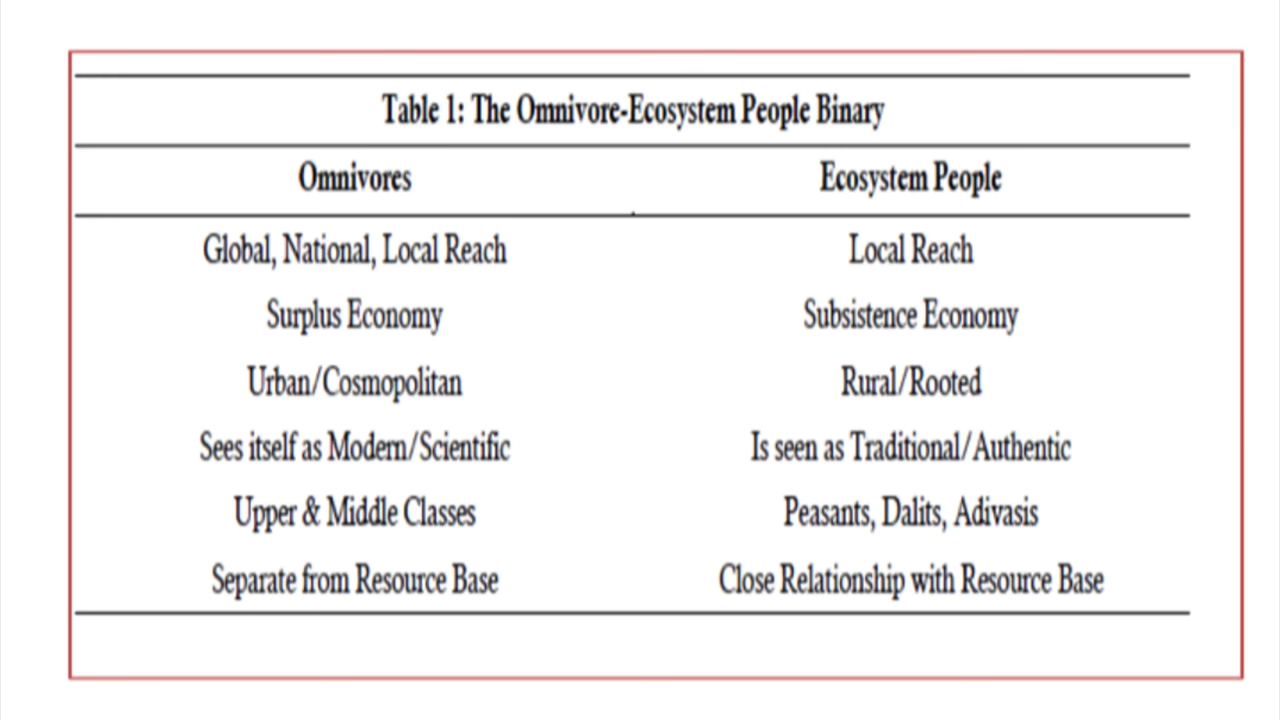 Table 1: The Omnivore-Ecosystem People Binary
Omnivores Ecosystem People
Global, National, Local Reach Local Reach
Surplus Economy Subsistence Economy
Urban/Cosmopolitan Rural/Rooted
Sees itself as Modern/Scientific Is seen as Traditional/Authentic
Upper & Middle Classes Peasants, Dalits, Adivasis
Separate from Resource Base Close Relationship with Resource Base